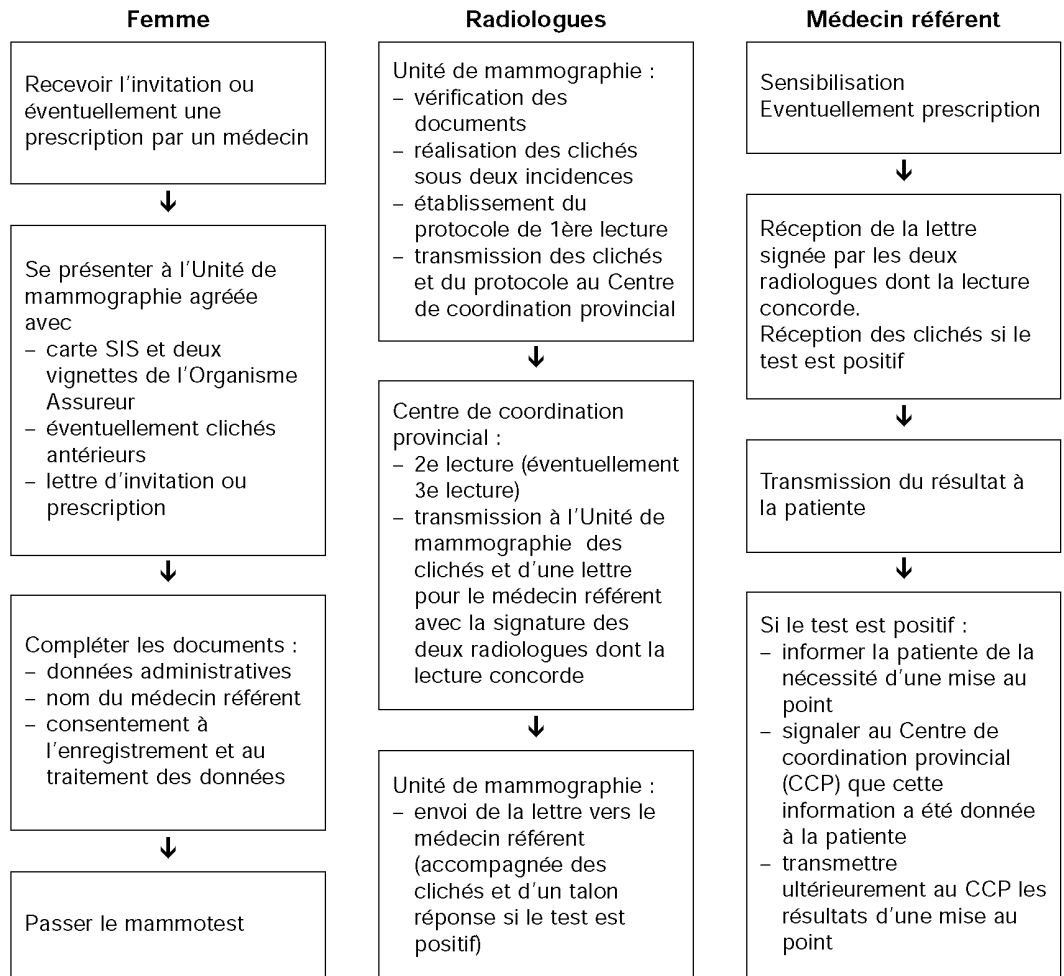 Femme
Recevoir l'invitation ou
éventuellement une
prescription par un médecin
Se présenter à l'Unité de
mammographie agréée
avec
– carte SIS et deux
vignettes de l'Organisme
Assureur
– éventuellement clichés
antérieurs
– lettre d'invitation ou
prescription
Compléter les documents :
– données administratives
– nom du médecin référent
– consentement à
l'enregistrement et au
traitement des données
Passer le mammotest
Radiologues
Unité de mammographie :
– vérification des
documents
– réalisation des clichés
sous deux incidences
– établissement du
protocole de 1ère lecture
– transmission des clichés
et du protocole au Centre
de coordination provincial
Centre de coordination
provincial :
– 2e lecture (éventuellement
3e lecture)
– transmission à l'Unité de
mammographie des
clichés et d'une lettre
pour le médecin référent
avec la signature des
deux radiologues dont la
lecture concorde
Unité de mammographie :
– envoi de la lettre vers le
médecin référent
(accompagnée des
clichés et d'un talon
réponse si le test est
positif)
Médecin référent
Sensibilisation
Eventuellement prescription
Réception de la lettre
signée par les deux
radiologues dont la lecture
concorde.
Réception des clichés si le
test est positif
Transmission du résultat à
la patiente
Si le test est positif :
– informer la patiente de la
nécessité d'une mise au
point
– signaler au Centre de
coordination provincial
(CCP) que cette
information a été donnée
à la patiente
– transmettre
ultérieurement au CCP les
résultats d'une mise au
point